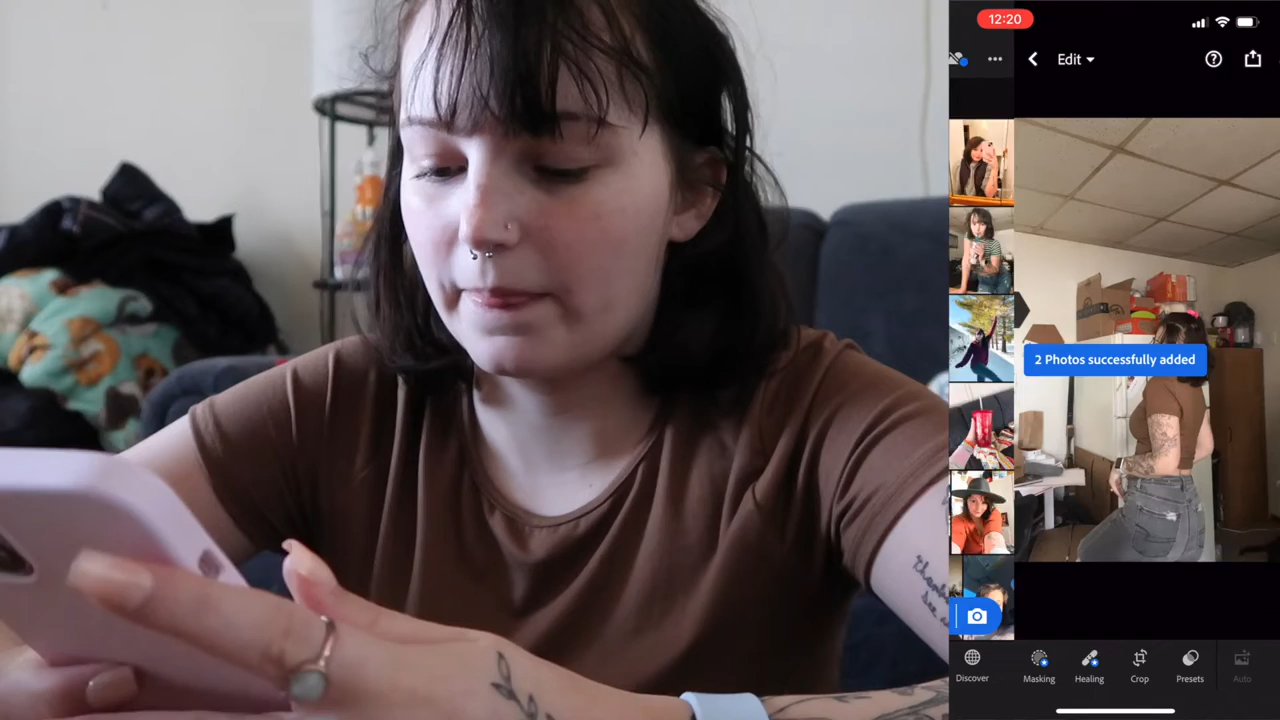 12:20
Edit
2 Photos successfully added
Discover
Masking
Healing
Crop
Presets
Auto